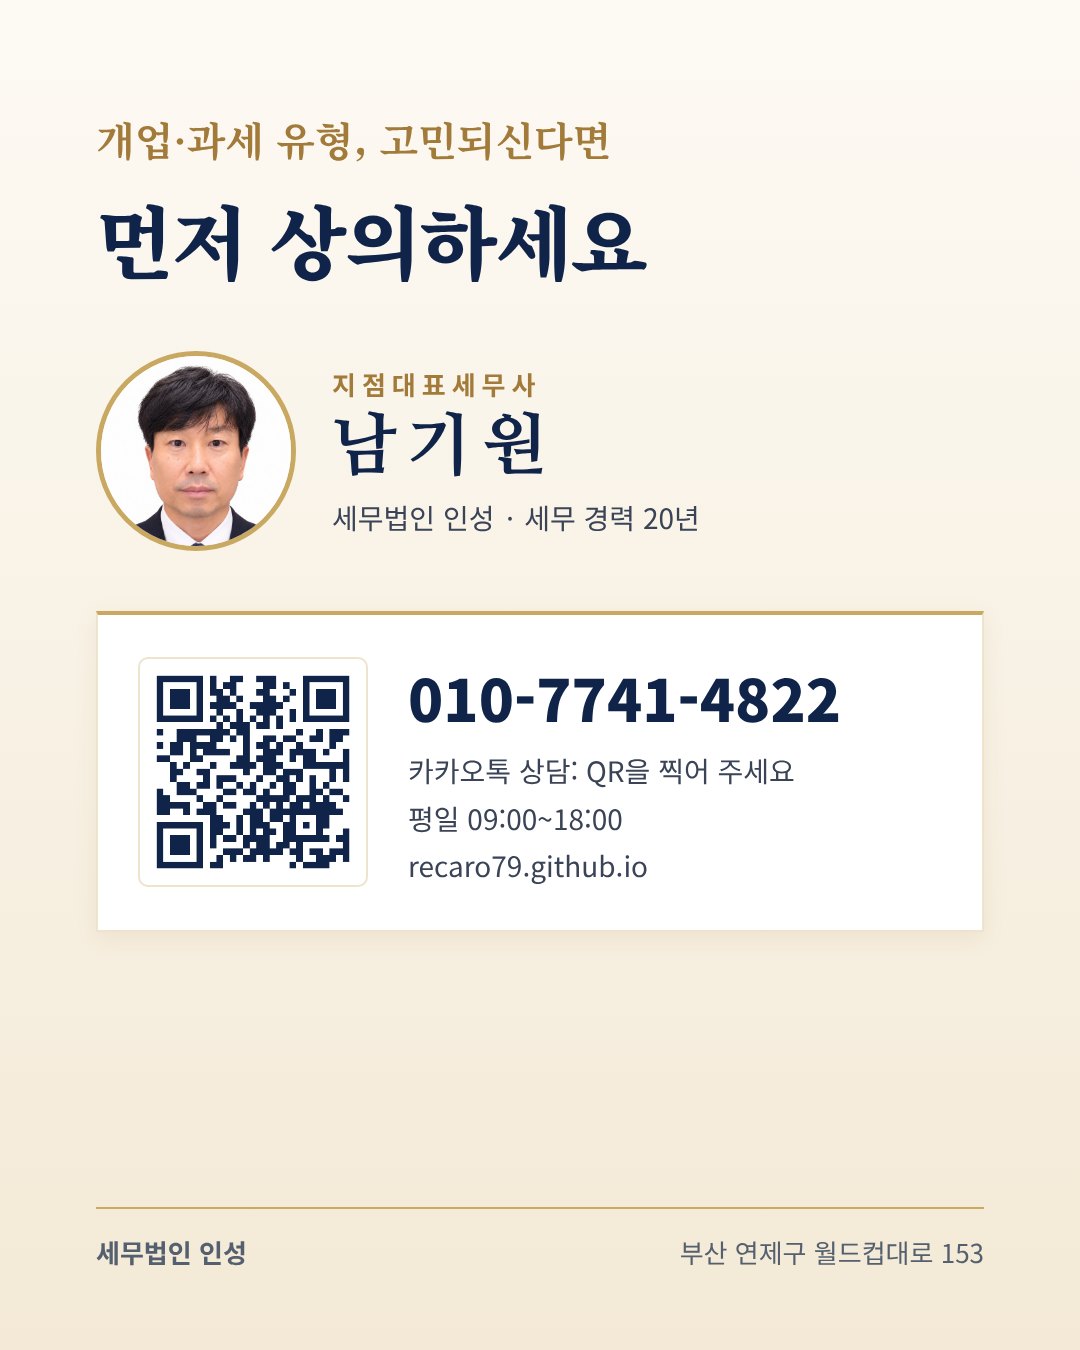 개업·과세 유형, 고민되신다면
먼저 상의하세요
지점대표세무사
남기원
세무법인 인성 · 세무 경력 20년
010-7741-4822
카카오톡 상담: QR을 찍어 주세요
평일 09:00~18:00
recaro79.github.io
세무법인 인성
부산 연제구 월드컵대로 153